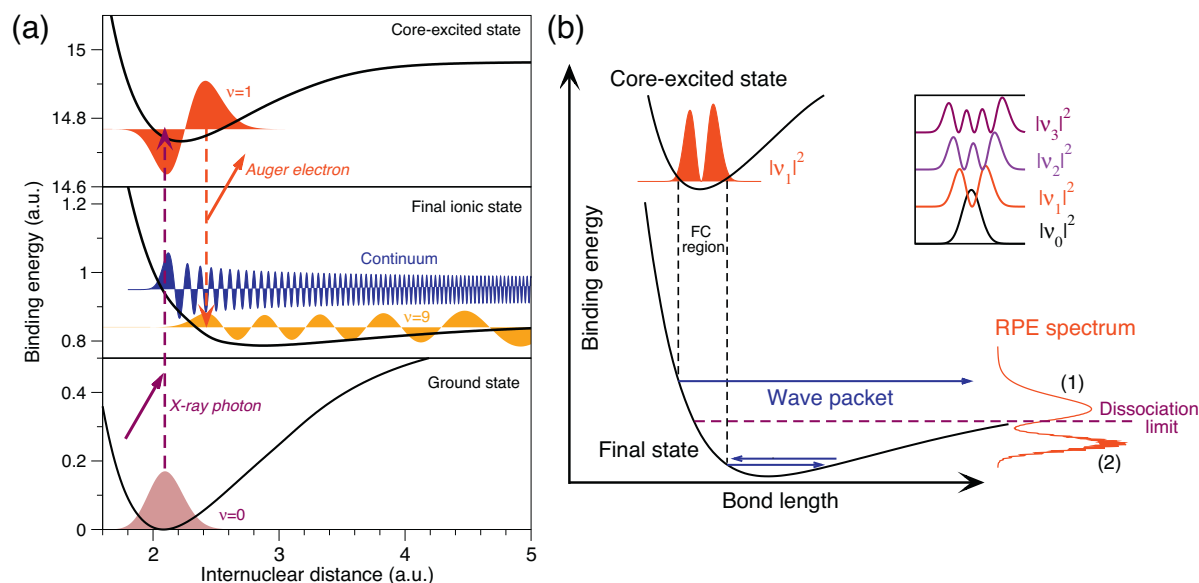 (a)
Core-excited state
15
ν=1
14.8
Auger electron
14.6
Binding energy (a.u.)
1.2
Final ionic state
Continuum
1
ν=9
0.8
Ground state
0.4
X-ray photon
0.2
ν=0
0
2
3
4
5
Internuclear distance (a.u.)
(b)
Core-excited state
|ν₁|²
FC
region
|ν₃|²
|ν₂|²
|ν₁|²
|ν₀|²
Binding energy
RPE spectrum
(1)
Wave packet
Dissociation
limit
Final state
(2)
Bond length